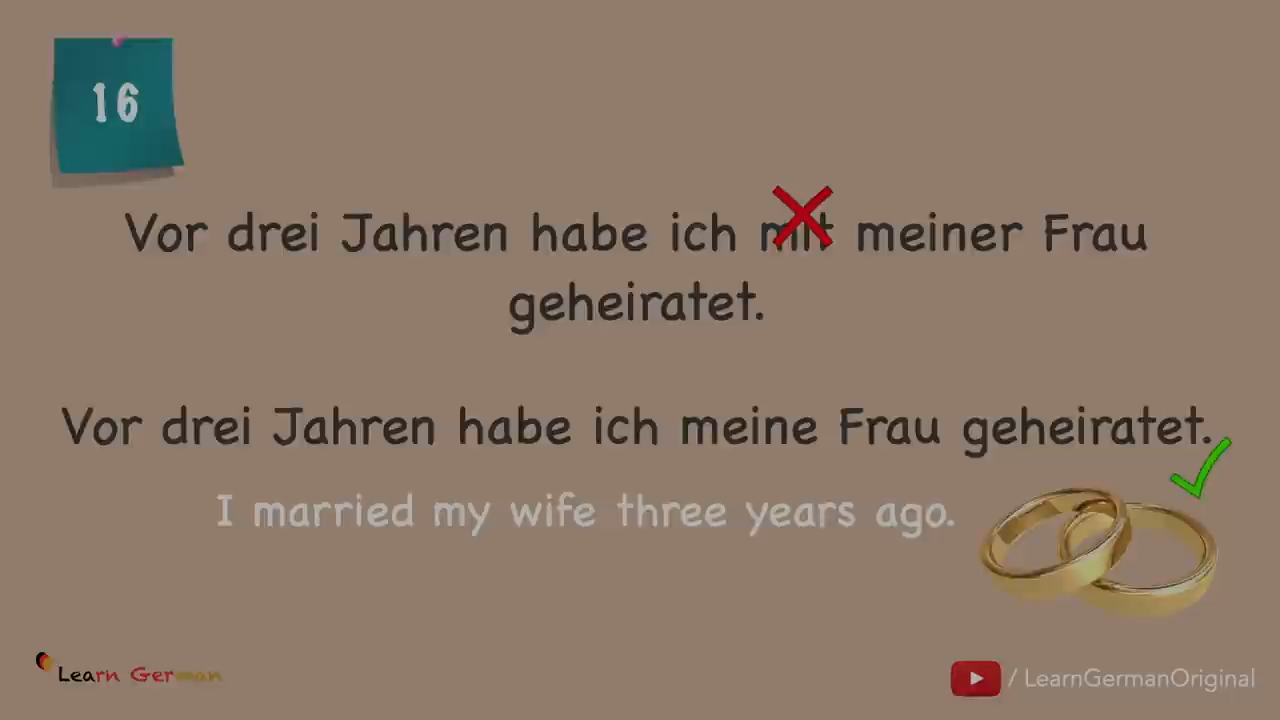 16
Vor drei Jahren habe ich mit meiner Frau
geheiratet.
Vor drei Jahren habe ich meine Frau geheiratet.
I married my wife three years ago.
Learn German
/ LearnGermanOriginal